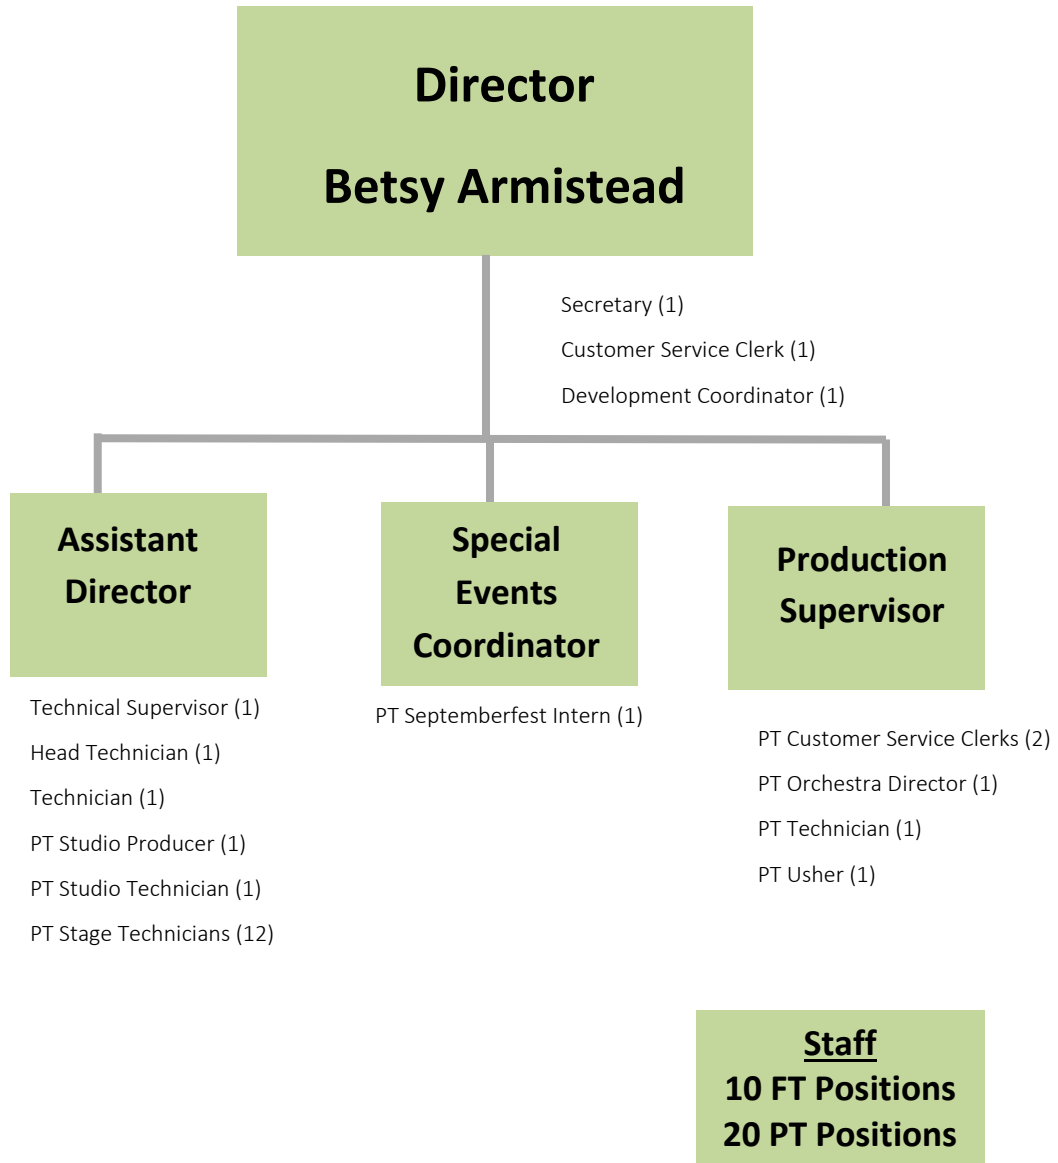 Director
Betsy Armistead
Secretary (1)
Customer Service Clerk (1)
Development Coordinator (1)
Assistant
Director
Technical Supervisor (1)
Head Technician (1)
Technician (1)
PT Studio Producer (1)
PT Studio Technician (1)
PT Stage Technicians (12)
Special
Events
Coordinator
PT Septemberfest Intern (1)
Production
Supervisor
PT Customer Service Clerks (2)
PT Orchestra Director (1)
PT Technician (1)
PT Usher (1)
Staff
10 FT Positions
20 PT Positions